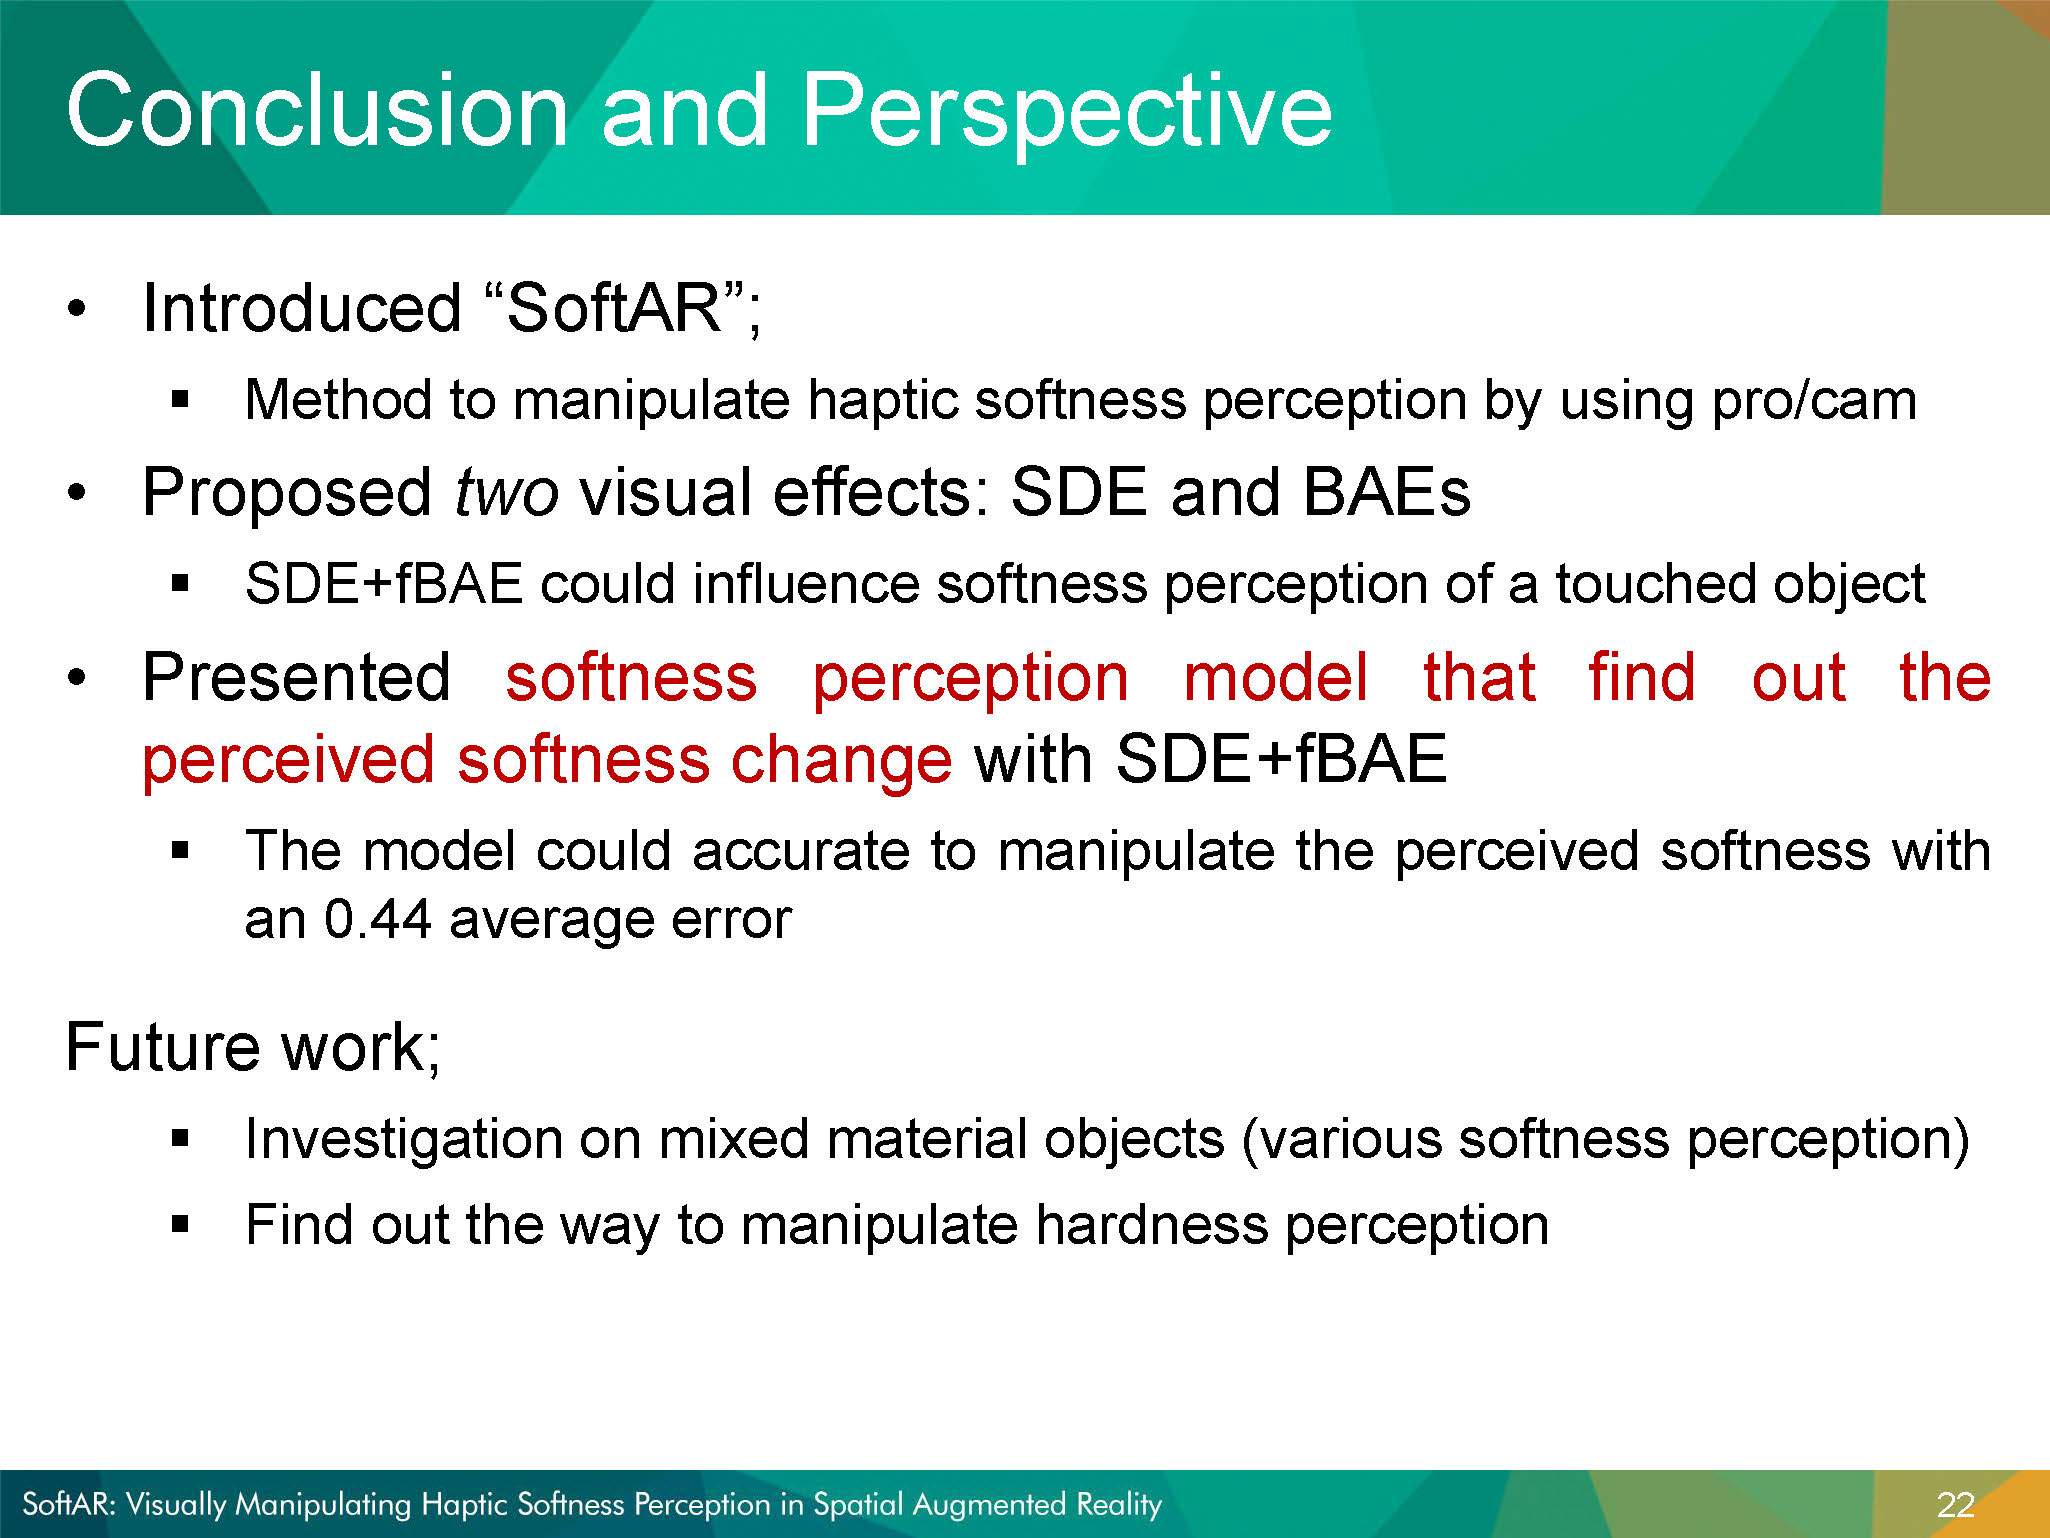 Conclusion and Perspective
• Introduced “SoftAR”;
▪ Method to manipulate haptic softness perception by using pro/cam
• Proposed two visual effects: SDE and BAEs
▪ SDE+fBAE could influence softness perception of a touched object
• Presented softness perception model that find out the
perceived softness change with SDE+fBAE
▪ The model could accurate to manipulate the perceived softness with
an 0.44 average error
Future work;
▪ Investigation on mixed material objects (various softness perception)
▪ Find out the way to manipulate hardness perception
SoftAR: Visually Manipulating Haptic Softness Perception in Spatial Augmented Reality
22